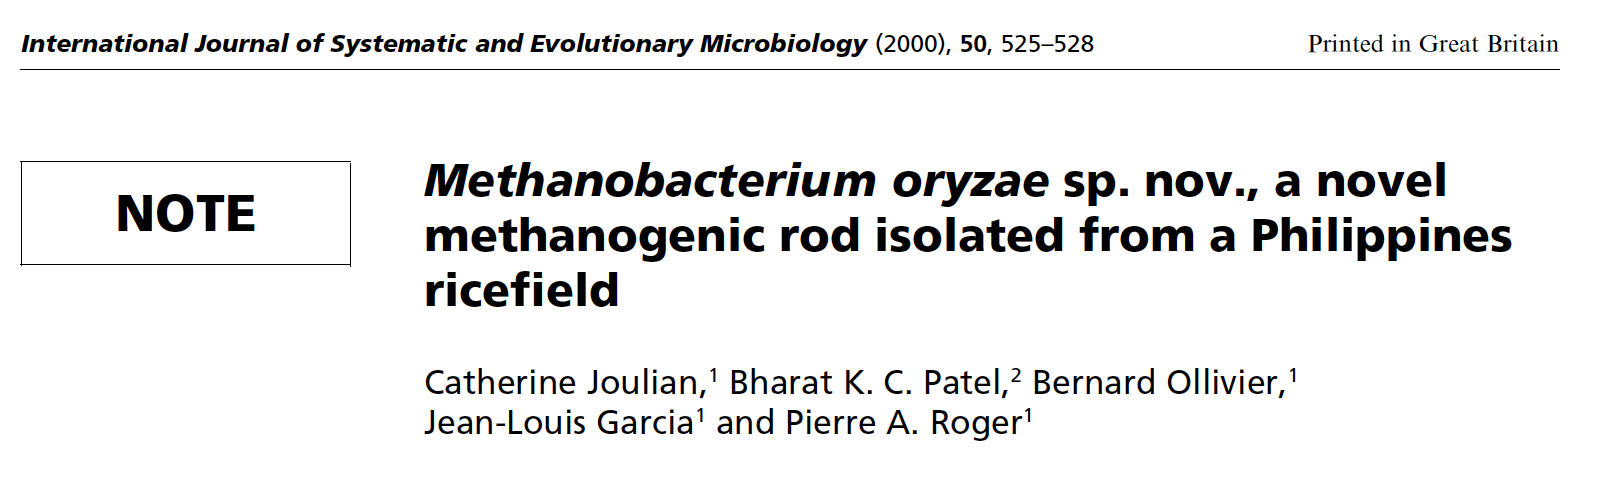 International Journal of Systematic and Evolutionary Microbiology (2000), 50, 525–528 Printed in Great Britain
NOTE
Methanobacterium oryzae sp. nov., a novel
methanogenic rod isolated from a Philippines
ricefield
Catherine Joulian,¹ Bharat K. C. Patel,² Bernard Ollivier,¹
Jean-Louis Garcia¹ and Pierre A. Roger¹